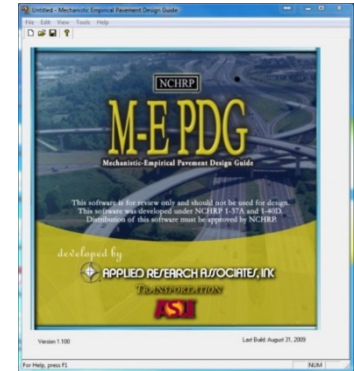 Untitled - Mechanistic Empirical Pavement Design Guide
File Edit View Tools Help
NCHRP
M-E PDG
Mechanistic-Empirical Pavement Design Guide
This software is for review only and should not be used for design.
This software was developed under NCHRP 1-37A and 1-40D.
Distribution of this software must be approved by NCHRP.
developed by
APPLIED RESEARCH ASSOCIATES, INC
TRANSPORTATION
ASU
Version 1.100
Last Build: August 31, 2009
For Help, press F1
NUM